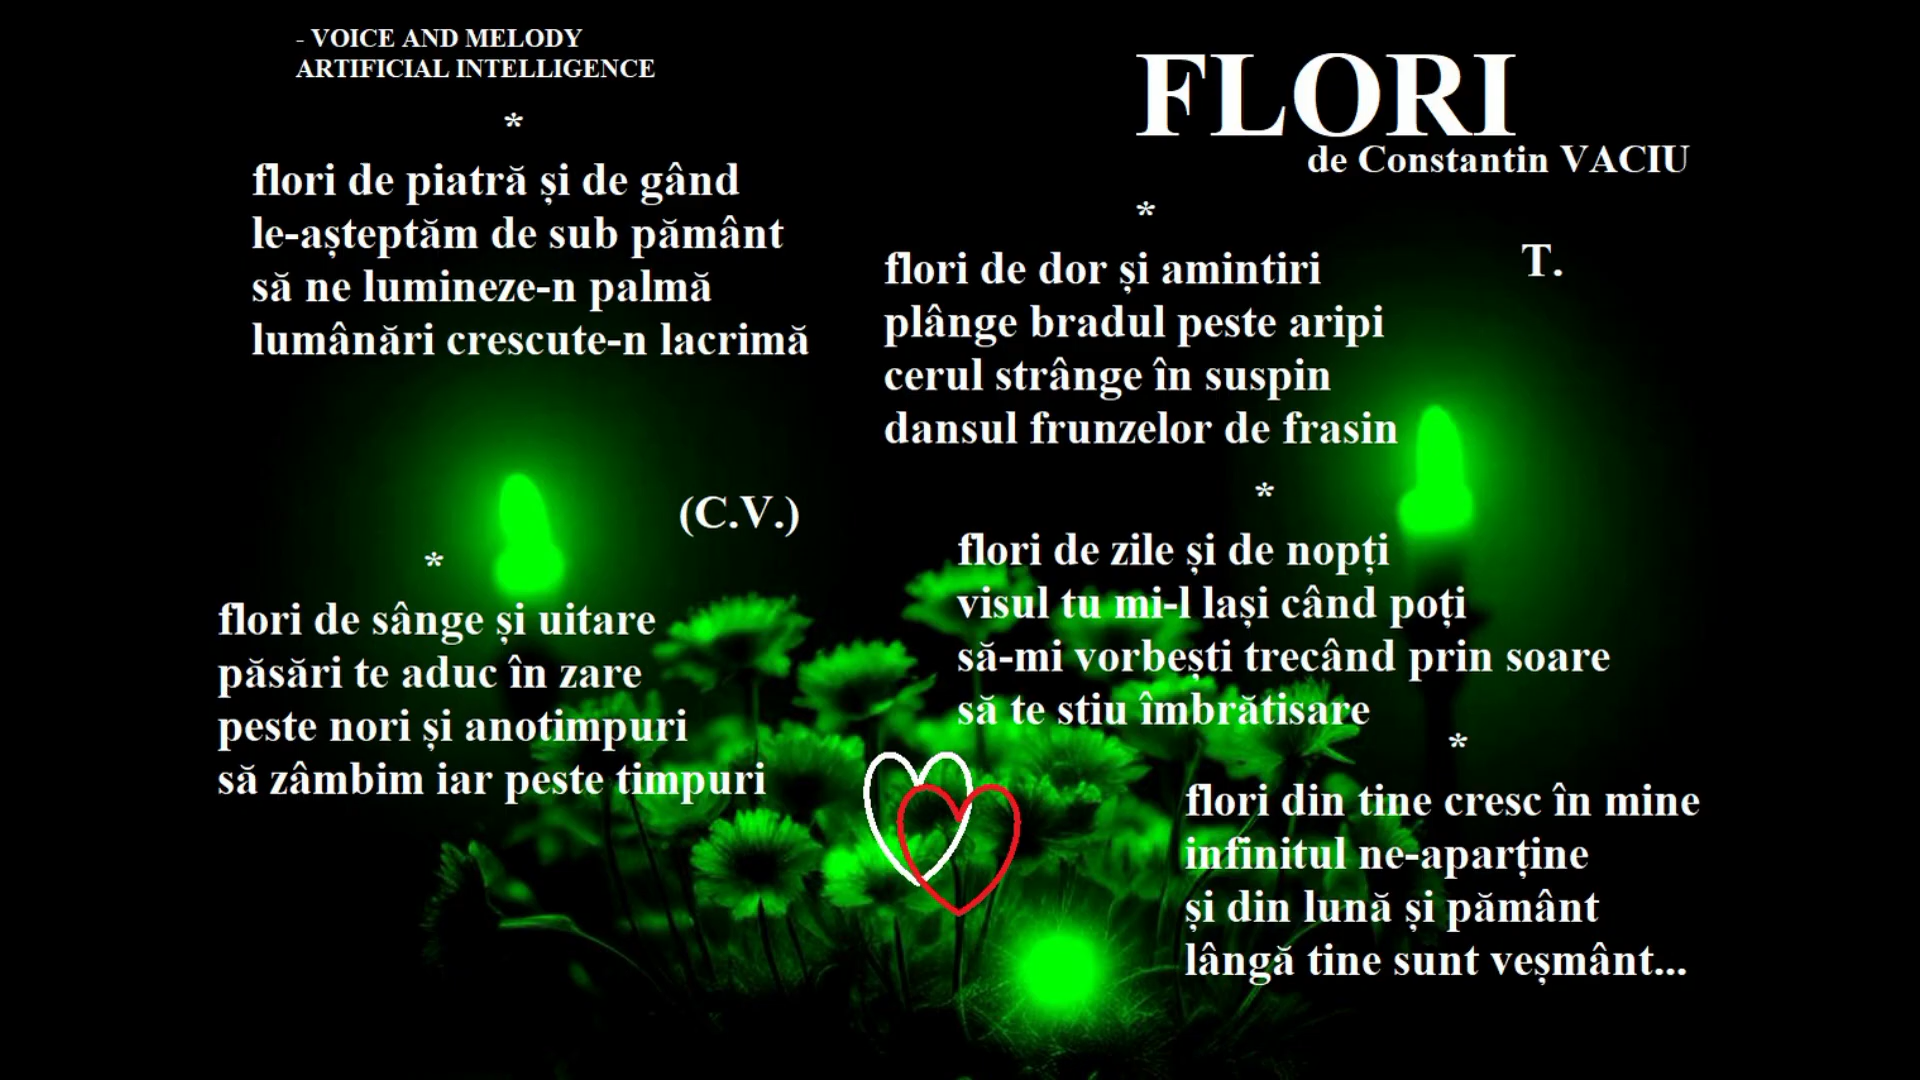 - VOICE AND MELODY
ARTIFICIAL INTELLIGENCE
*
flori de piatră și de gând
le-așteptăm de sub pământ
să ne lumineze-n palmă
lumânări crescute-n lacrimă
(C.V.)
*
flori de sânge și uitare
păsări te aduc în zare
peste nori și anotimpuri
să zâmbim iar peste timpuri
FLORI
de Constantin VACIU
T.
*
flori de dor și amintiri
plânge bradul peste aripi
cerul strânge în suspin
dansul frunzelor de frasin
*
flori de zile și de nopți
visul tu mi-l lași când poți
să-mi vorbești trecând prin soare
să te stiu îmbrătisare
*
flori din tine cresc în mine
infinitul ne-aparține
și din lună și pământ
lângă tine sunt veșmânt...